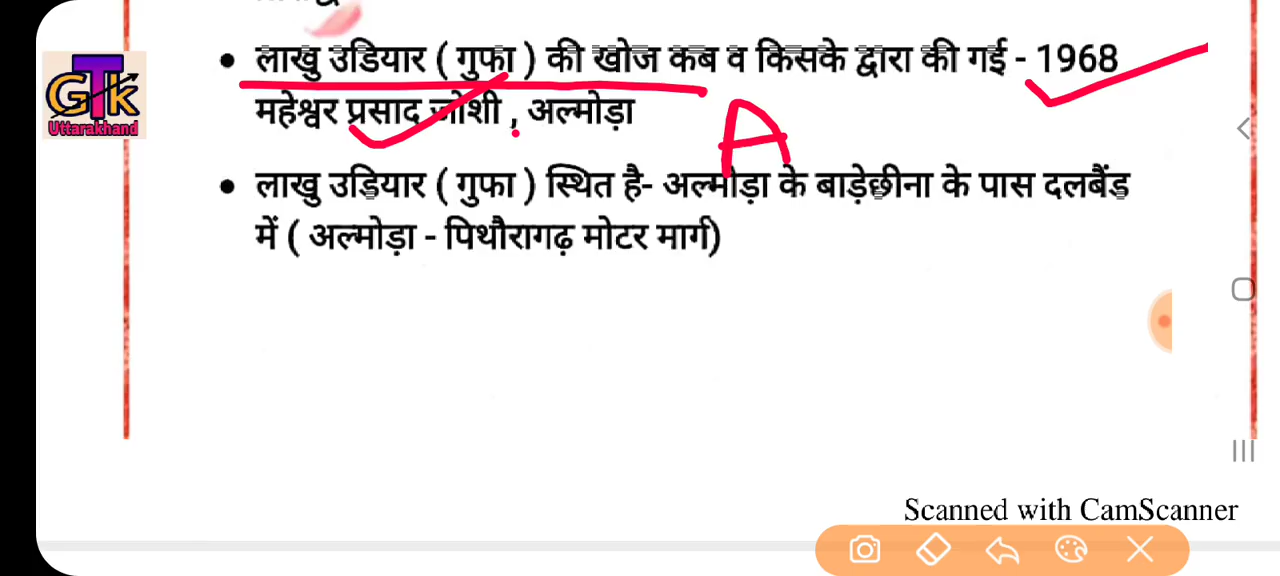 लाखु उडियार ( गुफा ) की खोज कब व किसके द्वारा की गई - 1968
महेश्वर प्रसाद जोशी , अल्मोड़ा
A
लाखु उड़ियार ( गुफा ) स्थित है- अल्मोड़ा के बाड़ेछीना के पास दलबैंड
में ( अल्मोड़ा - पिथौरागढ़ मोटर मार्ग)
GTK
Uttarakhand
Scanned with CamScanner